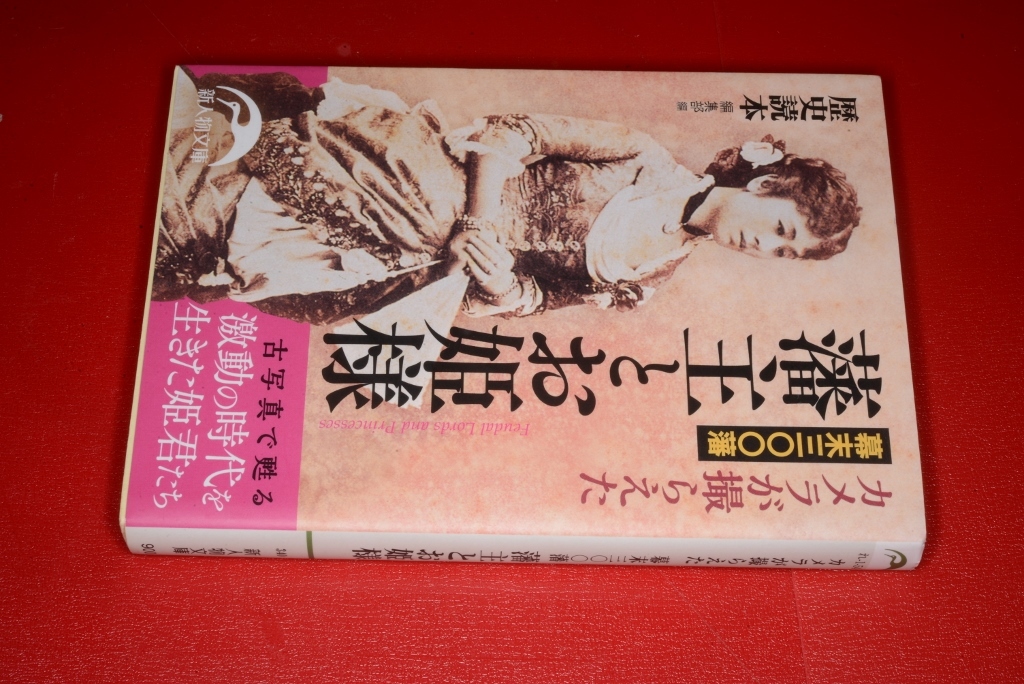 カメラが撮らえた
幕末三〇〇藩
藩主とお姫様
Feudal Lords and Princesses
歴史読本
編集部編
古写真で甦る
激動の時代を
生きた姫君たち
新人物文庫
カメラが撮らえた 幕末三〇〇藩 藩主とお姫様
新人物文庫